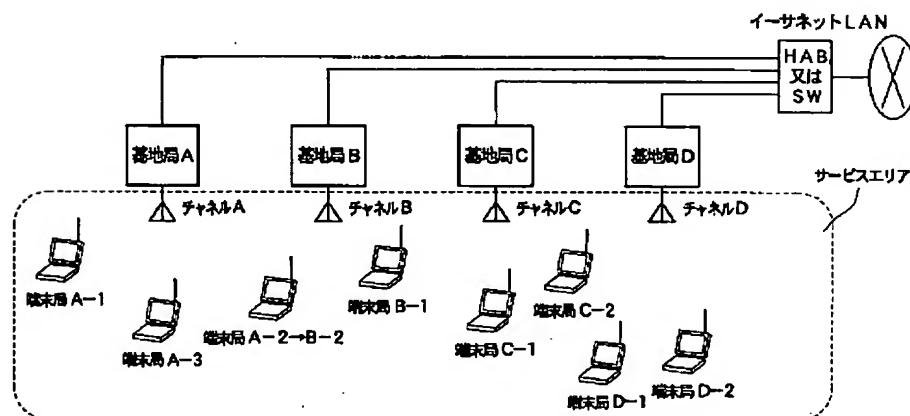 イーサネットLAN
HAB
又は
SW
基地局A
基地局B
基地局C
基地局D
サービスエリア
チャネルA
チャネルB
チャネルC
チャネルD
端末局A-1
端末局A-3
端末局A-2→B-2
端末局B-1
端末局C-1
端末局C-2
端末局D-1
端末局D-2